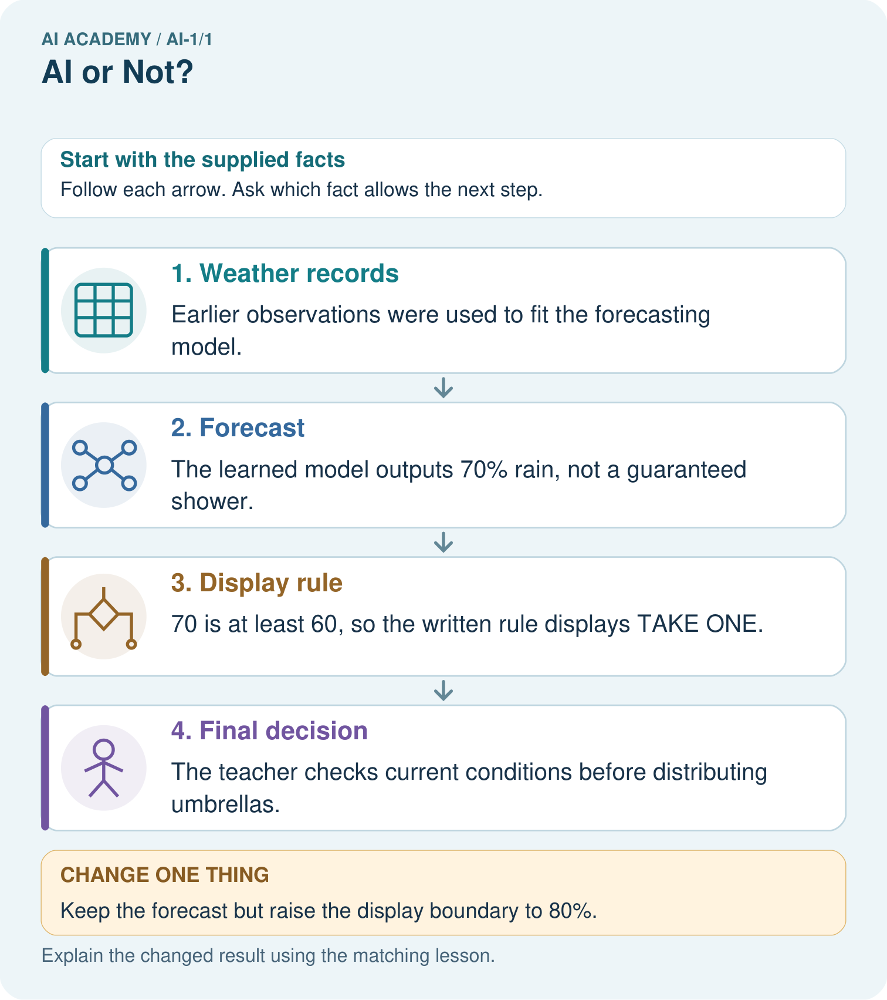 AI ACADEMY / AI-1/1
AI or Not?
Start with the supplied facts
Follow each arrow. Ask which fact allows the next step.
1. Weather records
Earlier observations were used to fit the forecasting
model.
2. Forecast
The learned model outputs 70% rain, not a guaranteed
shower.
3. Display rule
70 is at least 60, so the written rule displays TAKE ONE.
4. Final decision
The teacher checks current conditions before distributing
umbrellas.
CHANGE ONE THING
Keep the forecast but raise the display boundary to 80%.
Explain the changed result using the matching lesson.